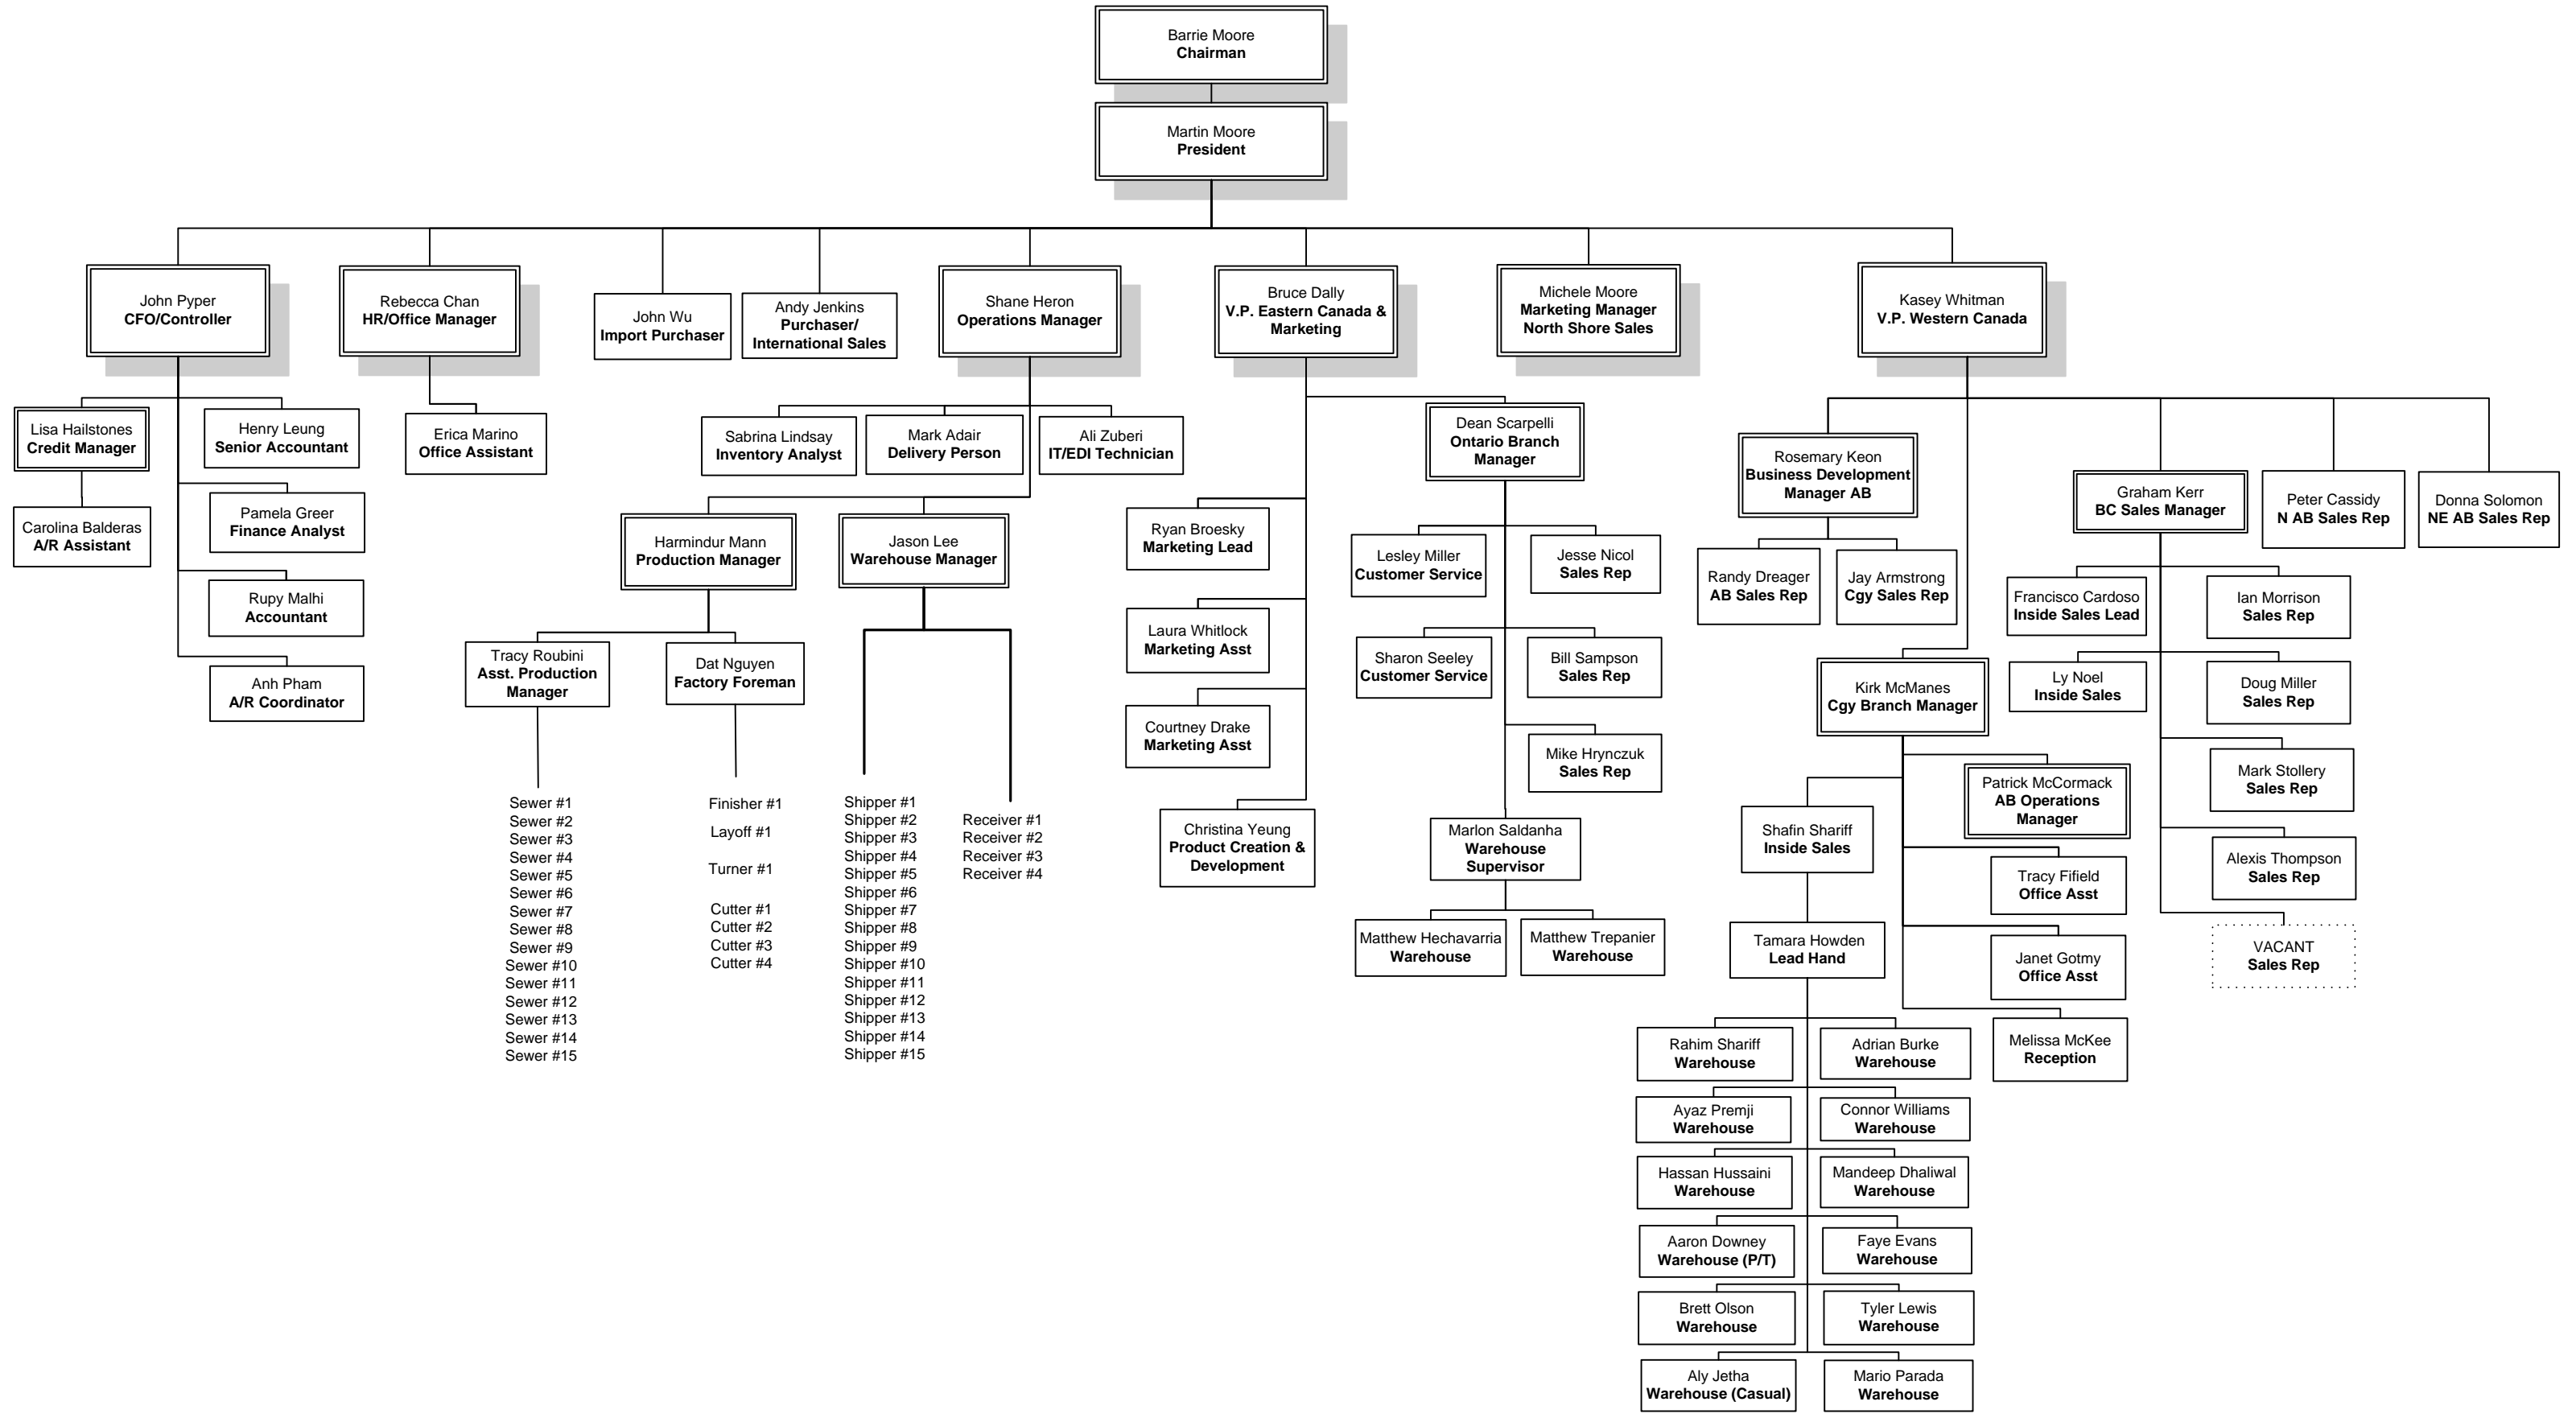 Barrie Moore
Chairman
Martin Moore
President
John Pyper
CFO/Controller
Rebecca Chan
HR/Office Manager
John Wu
Import Purchaser
Andy Jenkins
Purchaser/
International Sales
Shane Heron
Operations Manager
Bruce Dally
V.P. Eastern Canada &
Marketing
Michele Moore
Marketing Manager
North Shore Sales
Kasey Whitman
V.P. Western Canada
Lisa Hailstones
Credit Manager
Henry Leung
Senior Accountant
Carolina Balderas
A/R Assistant
Pamela Greer
Finance Analyst
Rupy Malhi
Accountant
Anh Pham
A/R Coordinator
Erica Marino
Office Assistant
Sabrina Lindsay
Inventory Analyst
Mark Adair
Delivery Person
Ali Zuberi
IT/EDI Technician
Harmindur Mann
Production Manager
Jason Lee
Warehouse Manager
Tracy Roubini
Asst. Production
Manager
Dat Nguyen
Factory Foreman
Sewer #1
Sewer #2
Sewer #3
Sewer #4
Sewer #5
Sewer #6
Sewer #7
Sewer #8
Sewer #9
Sewer #10
Sewer #11
Sewer #12
Sewer #13
Sewer #14
Sewer #15
Finisher #1
Layoff #1
Turner #1
Cutter #1
Cutter #2
Cutter #3
Cutter #4
Shipper #1
Shipper #2
Shipper #3
Shipper #4
Shipper #5
Shipper #6
Shipper #7
Shipper #8
Shipper #9
Shipper #10
Shipper #11
Shipper #12
Shipper #13
Shipper #14
Shipper #15
Receiver #1
Receiver #2
Receiver #3
Receiver #4
Ryan Broesky
Marketing Lead
Laura Whitlock
Marketing Asst
Courtney Drake
Marketing Asst
Christina Yeung
Product Creation &
Development
Dean Scarpelli
Ontario Branch
Manager
Lesley Miller
Customer Service
Jesse Nicol
Sales Rep
Sharon Seeley
Customer Service
Bill Sampson
Sales Rep
Mike Hrynczuk
Sales Rep
Marlon Saldanha
Warehouse
Supervisor
Matthew Hechavarria
Warehouse
Matthew Trepanier
Warehouse
Rosemary Keon
Business Development
Manager AB
Randy Dreager
AB Sales Rep
Jay Armstrong
Cgy Sales Rep
Kirk McManes
Cgy Branch Manager
Patrick McCormack
AB Operations
Manager
Shafin Shariff
Inside Sales
Tracy Fifield
Office Asst
Tamara Howden
Lead Hand
Janet Gotmy
Office Asst
Melissa McKee
Reception
Rahim Shariff
Warehouse
Adrian Burke
Warehouse
Ayaz Premji
Warehouse
Connor Williams
Warehouse
Hassan Hussaini
Warehouse
Mandeep Dhaliwal
Warehouse
Aaron Downey
Warehouse (P/T)
Faye Evans
Warehouse
Brett Olson
Warehouse
Tyler Lewis
Warehouse
Aly Jetha
Warehouse (Casual)
Mario Parada
Warehouse
Graham Kerr
BC Sales Manager
Peter Cassidy
N AB Sales Rep
Donna Solomon
NE AB Sales Rep
Francisco Cardoso
Inside Sales Lead
Ian Morrison
Sales Rep
Ly Noel
Inside Sales
Doug Miller
Sales Rep
Mark Stollery
Sales Rep
Alexis Thompson
Sales Rep
VACANT
Sales Rep